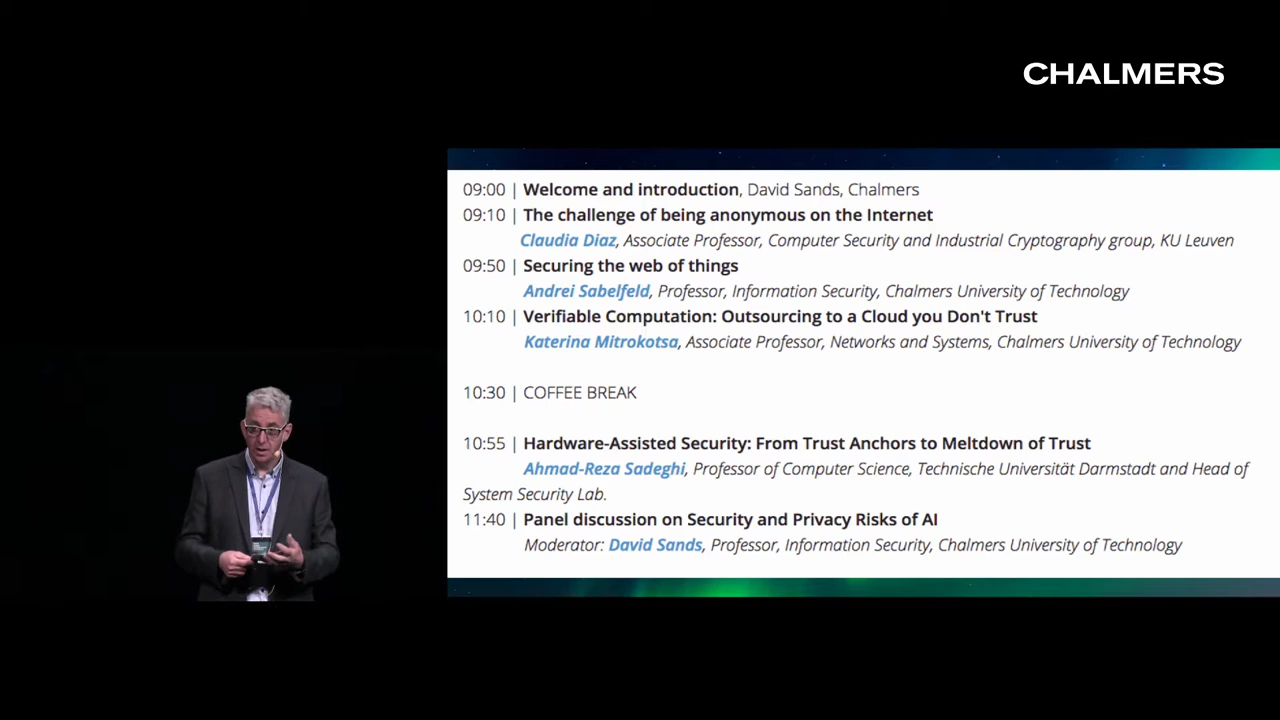 CHALMERS
09:00 | Welcome and introduction, David Sands, Chalmers
09:10 | The challenge of being anonymous on the Internet
Claudia Diaz, Associate Professor, Computer Security and Industrial Cryptography group, KU Leuven
09:50 | Securing the web of things
Andrei Sabelfeld, Professor, Information Security, Chalmers University of Technology
10:10 | Verifiable Computation: Outsourcing to a Cloud you Don't Trust
Katerina Mitrokotsa, Associate Professor, Networks and Systems, Chalmers University of Technology
10:30 | COFFEE BREAK
10:55 | Hardware-Assisted Security: From Trust Anchors to Meltdown of Trust
Ahmad-Reza Sadeghi, Professor of Computer Science, Technische Universität Darmstadt and Head of
System Security Lab.
11:40 | Panel discussion on Security and Privacy Risks of AI
Moderator: David Sands, Professor, Information Security, Chalmers University of Technology